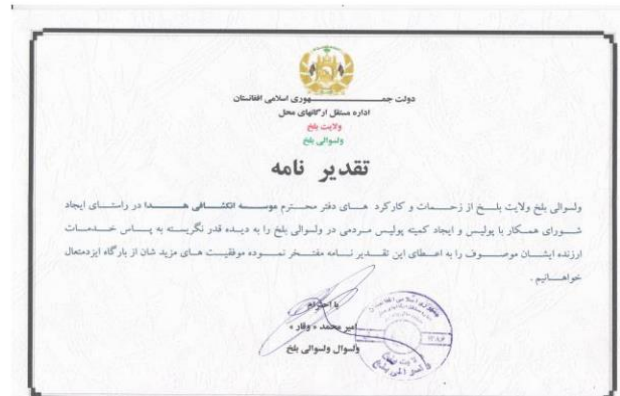 دولت جمهوری اسلامی افغانستان
اداره مستقل ارگانهای محل
ولایت بلخ
ولسوالی بلخ
تقدیر نامه
ولسوالی بلخ ولایت بلخ از زحمات و کارکرد های دفتر محترم موسسه انکشافی هدا در راستای ایجاد
شورای همکار با پولیس و ایجاد کمیته پولیس مردمی در ولسوالی بلخ را به دیده قدر نگریسته به پاس خدمات
ارزنده ایشان موصوف را به اعطای این تقدیر نامه مفتخر نموده موفقیت های مزید شان از بارگاه ایزدمتعال
خواهانیم .
با احترام
امیر محمد « وقار »
ولسوال ولسوالی بلخ